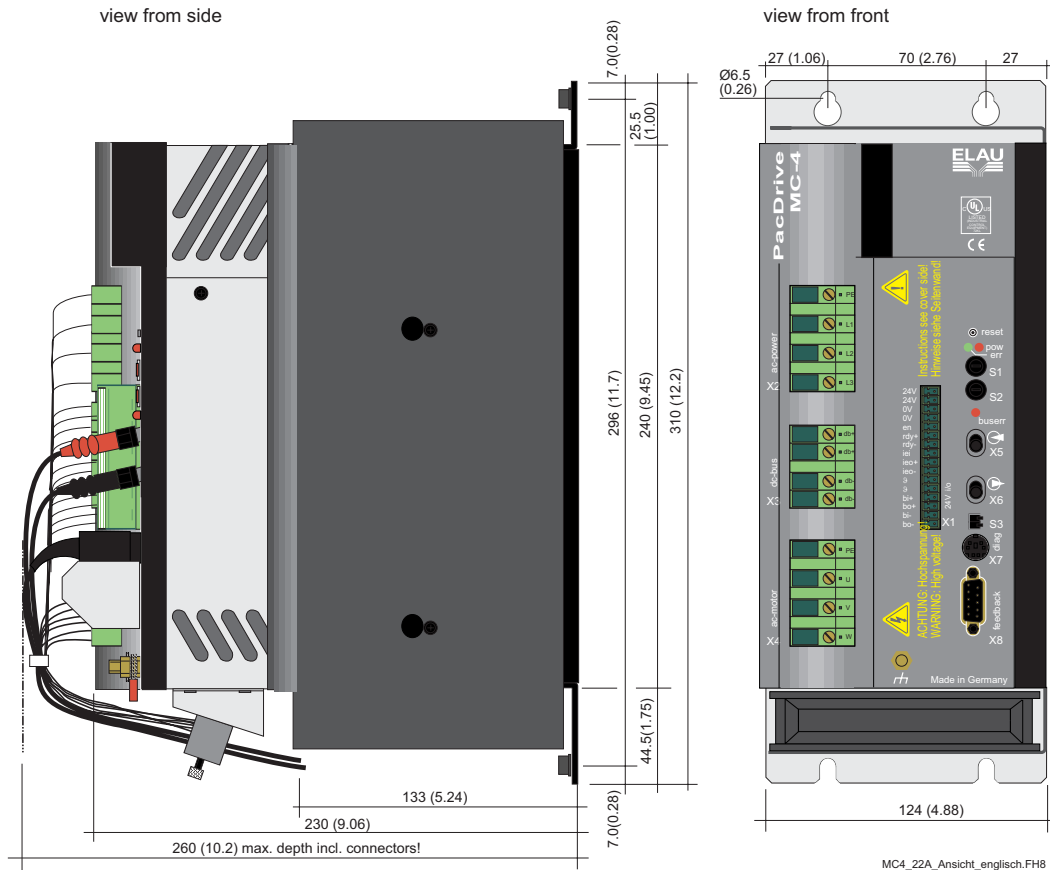 view from side
view from front
7.0(0.28)
25.5
(1.00)
296 (11.7)
240 (9.45)
310 (12.2)
44.5(1.75)
7.0(0.28)
133 (5.24)
230 (9.06)
260 (10.2) max. depth incl. connectors!
27 (1.06)
70 (2.76)
27
Ø6.5
(0.26)
PacDrive
MC-4
ELAU
UL
C
US
LISTED
CE
Instructions see cover side!
Hinweise siehe Seitenwand!
ac-power
X2
PE
L1
L2
L3
dc-bus
X3
db+
db+
db-
db-
ac-motor
X4
PE
U
V
W
reset
pow
err
S1
S2
buserr
X5
X6
S3
diag
X7
feedback
X8
24V
24V
0V
0V
en
rdy+
rdy-
iei
ieo+
ieo-
bi+
bo+
bi-
bo-
24V i/o
X1
ACHTUNG: Hochspannung!
WARNING: High voltage!
Made in Germany
124 (4.88)
MC4_22A_Ansicht_englisch.FH8